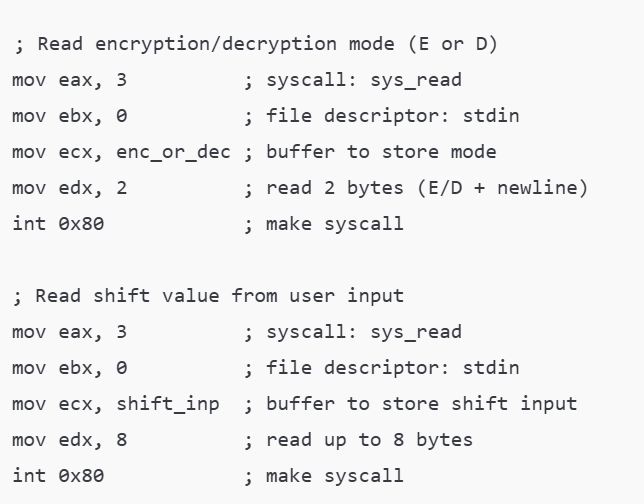 ; Read encryption/decryption mode (E or D)
mov eax, 3          ; syscall: sys_read
mov ebx, 0          ; file descriptor: stdin
mov ecx, enc_or_dec ; buffer to store mode
mov edx, 2          ; read 2 bytes (E/D + newline)
int 0x80            ; make syscall

; Read shift value from user input
mov eax, 3          ; syscall: sys_read
mov ebx, 0          ; file descriptor: stdin
mov ecx, shift_inp  ; buffer to store shift input
mov edx, 8          ; read up to 8 bytes
int 0x80            ; make syscall